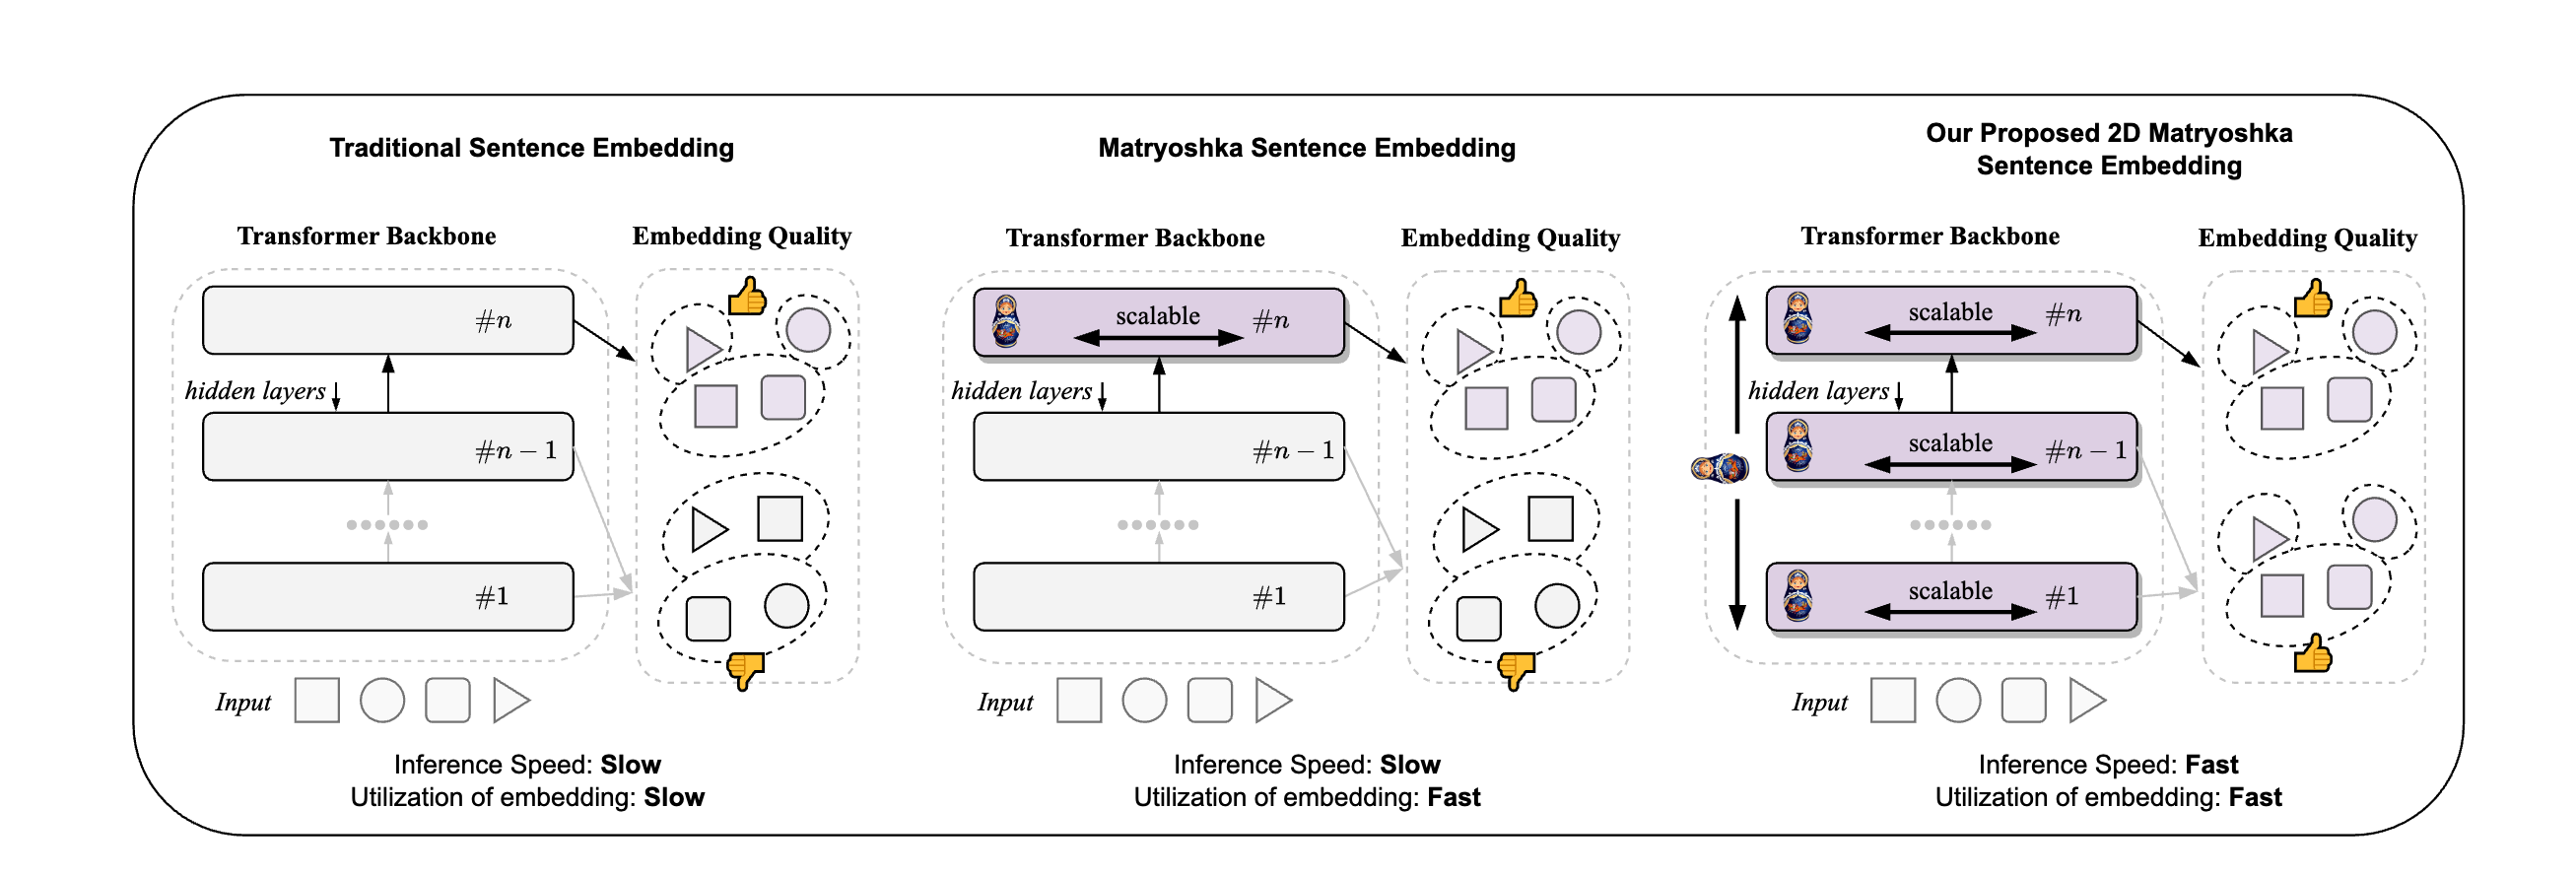 Traditional Sentence Embedding
Transformer Backbone
Embedding Quality
#n
hidden layers
#n − 1
#1
Input
Inference Speed: Slow
Utilization of embedding: Slow
Matryoshka Sentence Embedding
Transformer Backbone
Embedding Quality
scalable
#n
hidden layers
#n − 1
#1
Input
Inference Speed: Slow
Utilization of embedding: Fast
Our Proposed 2D Matryoshka
Sentence Embedding
Transformer Backbone
Embedding Quality
scalable
#n
hidden layers
scalable
#n − 1
scalable
#1
Input
Inference Speed: Fast
Utilization of embedding: Fast